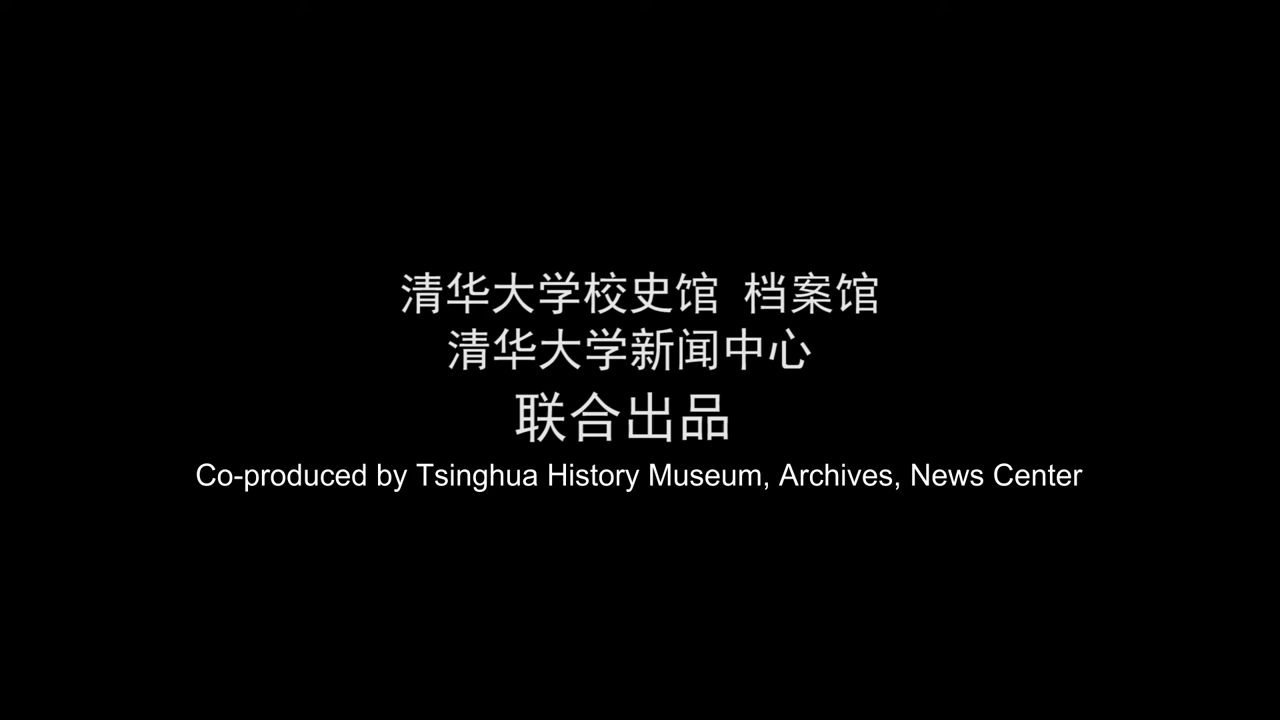 清华大学校史馆 档案馆
清华大学新闻中心
联合出品
Co-produced by Tsinghua History Museum, Archives, News Center